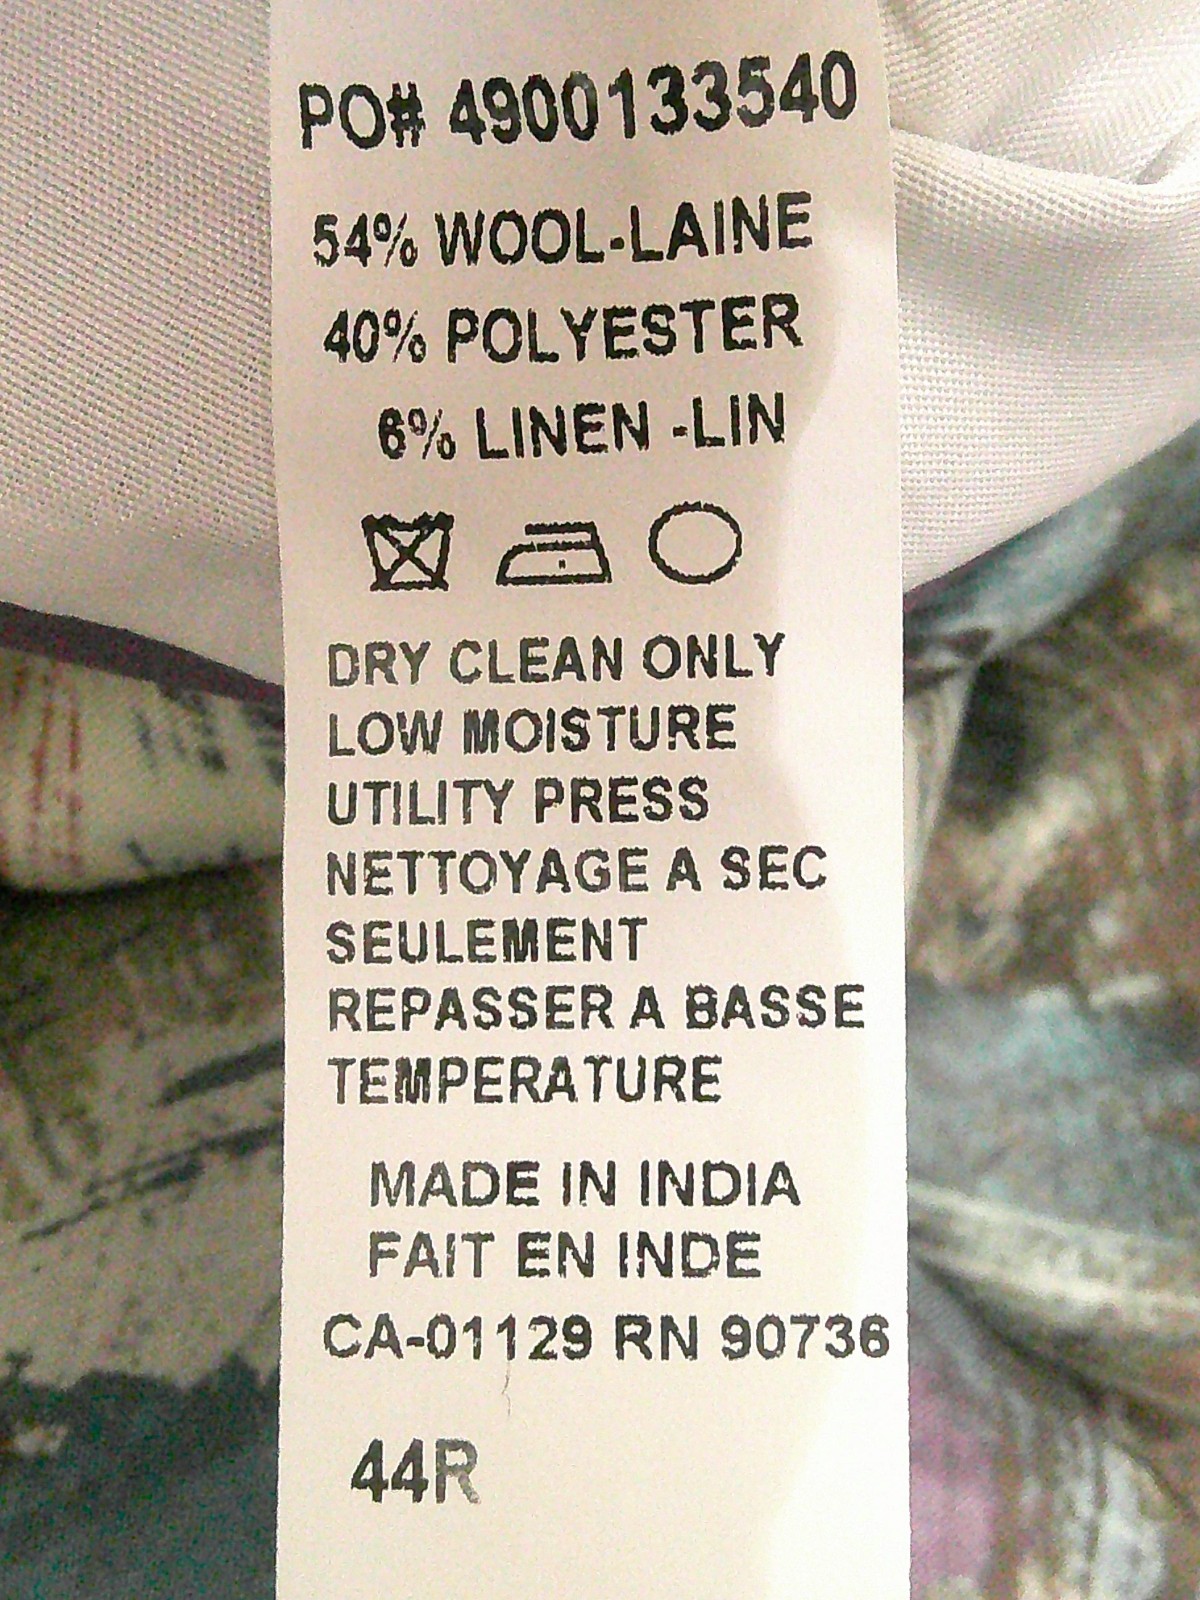 PO# 4900133540
54% WOOL-LAINE
40% POLYESTER
6% LINEN -LIN
DRY CLEAN ONLY
LOW MOISTURE
UTILITY PRESS
NETTOYAGE A SEC
SEULEMENT
REPASSER A BASSE
TEMPERATURE
MADE IN INDIA
FAIT EN INDE
CA-01129 RN 90736
44R